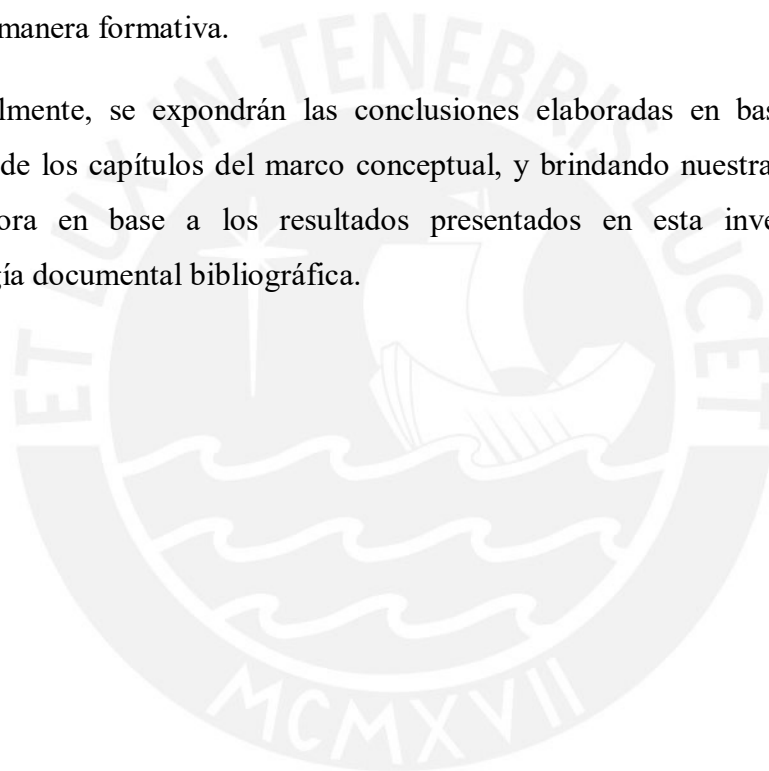 manera formativa.
lmente, se expondrán las conclusiones elaboradas en bas
de los capítulos del marco conceptual, y brindando nuestra
ora en base a los resultados presentados en esta inve
gía documental bibliográfica.
ET LUX IN TENEBRIS LUCET
MCMXVII